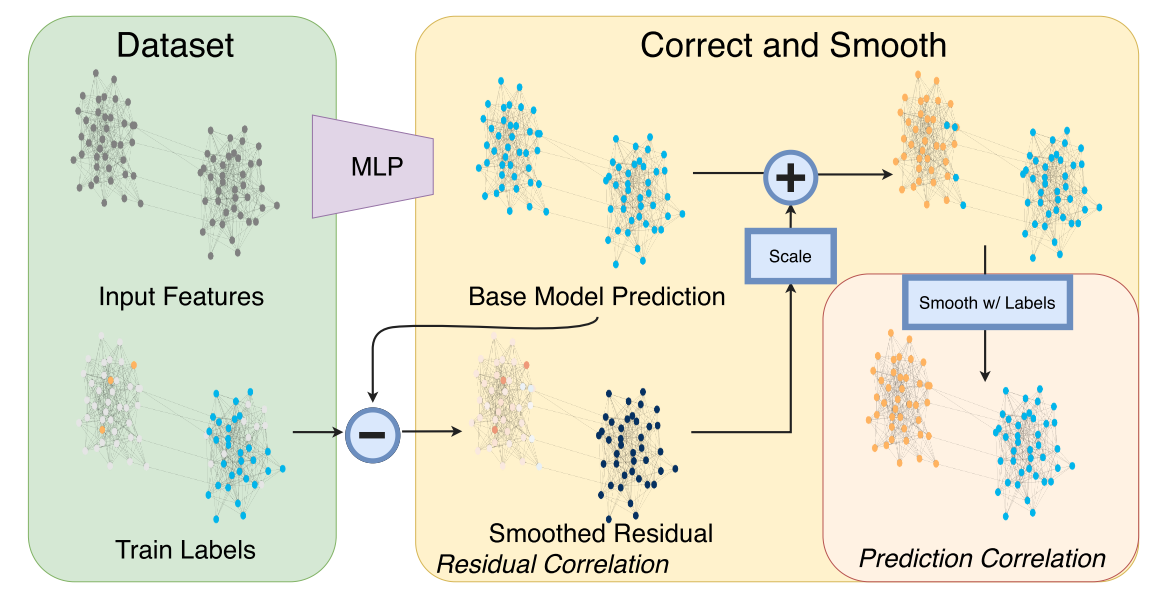 Dataset
Correct and Smooth
MLP
+
Scale
Input Features
Base Model Prediction
Smooth w/ Labels
−
Train Labels
Smoothed Residual
Residual Correlation
Prediction Correlation